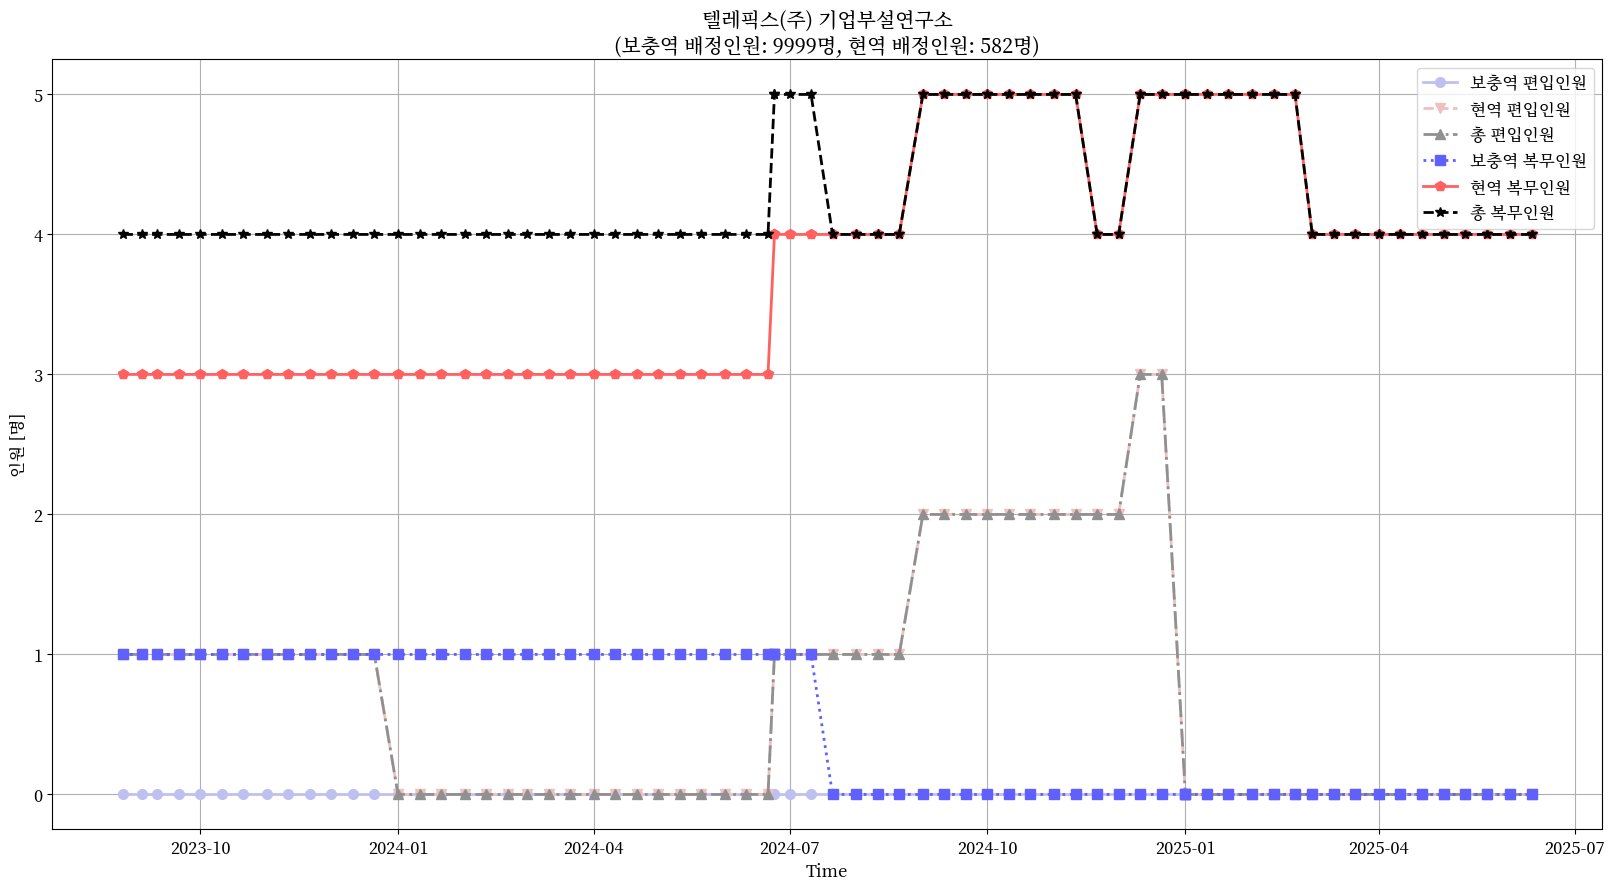 텔레픽스(주) 기업부설연구소
(보충역 배정인원: 9999명, 현역 배정인원: 582명)
보충역 편입인원
현역 편입인원
총 편입인원
보충역 복무인원
현역 복무인원
총 복무인원
인원 [명]
5
4
3
2
1
0
2023-10
2024-01
2024-04
2024-07
2024-10
2025-01
2025-04
2025-07
Time